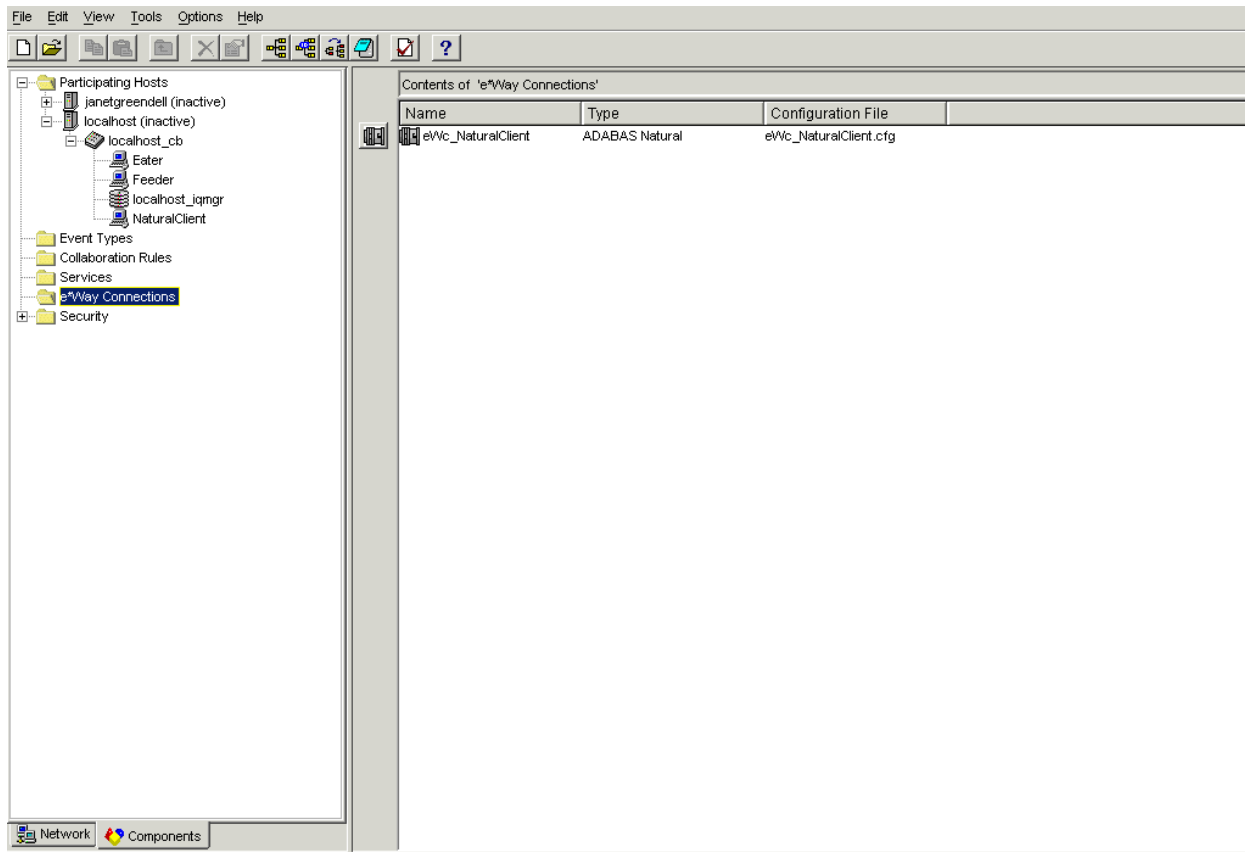 File Edit View Tools Options Help
?
Participating Hosts
janetgreendell (inactive)
localhost (inactive)
localhost_cb
Eater
Feeder
localhost_iqmgr
NaturalClient
Event Types
Collaboration Rules
Services
e*Way Connections
Security
Network Components
Contents of 'e*Way Connections'
Name Type Configuration File
eWc_NaturalClient ADABAS Natural eWc_NaturalClient.cfg